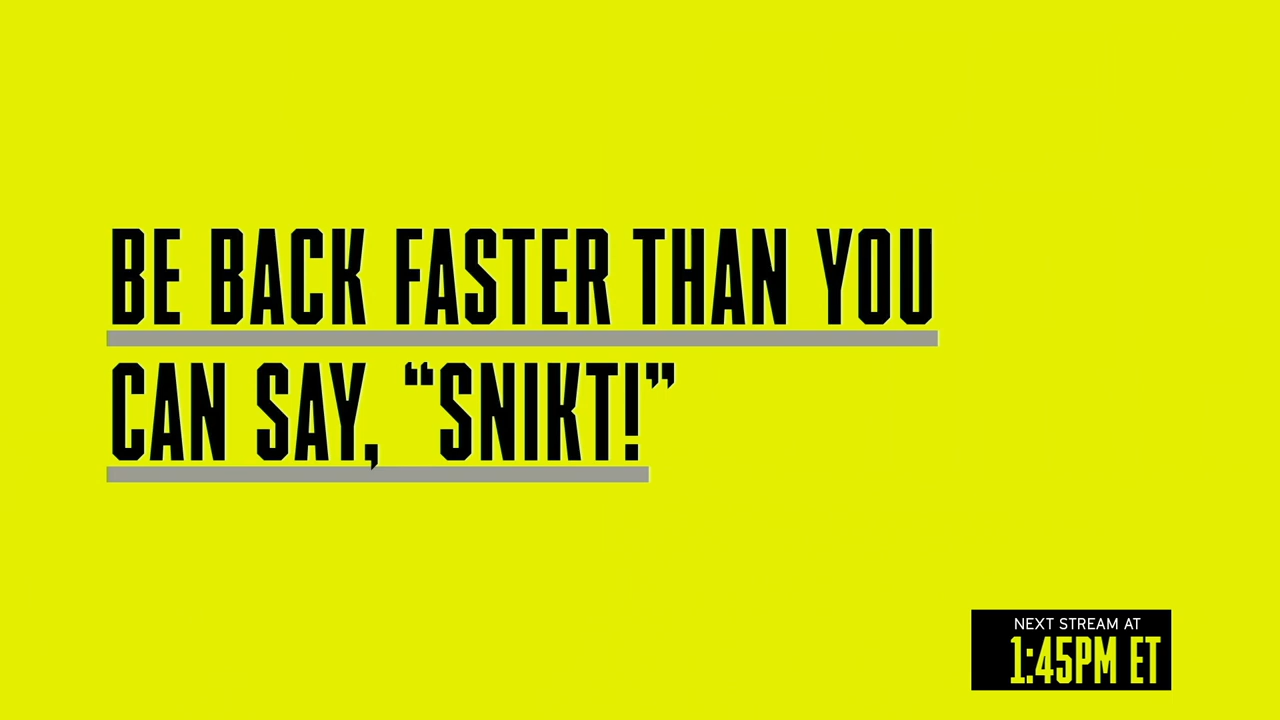 BE BACK FASTER THAN YOU
CAN SAY, “SNIKT!”
NEXT STREAM AT
1:45PM ET